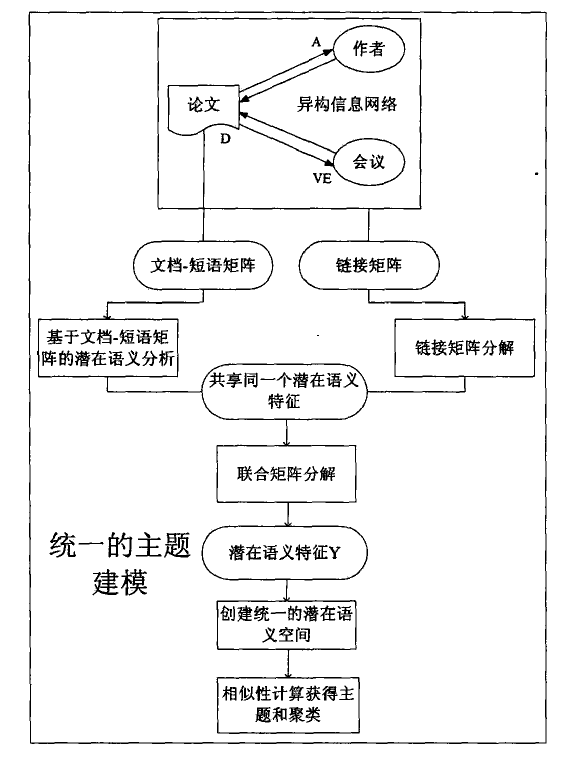 A
作者
论文
异构信息网络
D
会议
VE
文档-短语矩阵
链接矩阵
基于文档-短语矩
阵的潜在语义分析
链接矩阵分解
共享同一个潜在语义
特征
联合矩阵分解
统一的主题
建模
潜在语义特征Y
创建统一的潜在语
义空间
相似性计算获得主
题和聚类